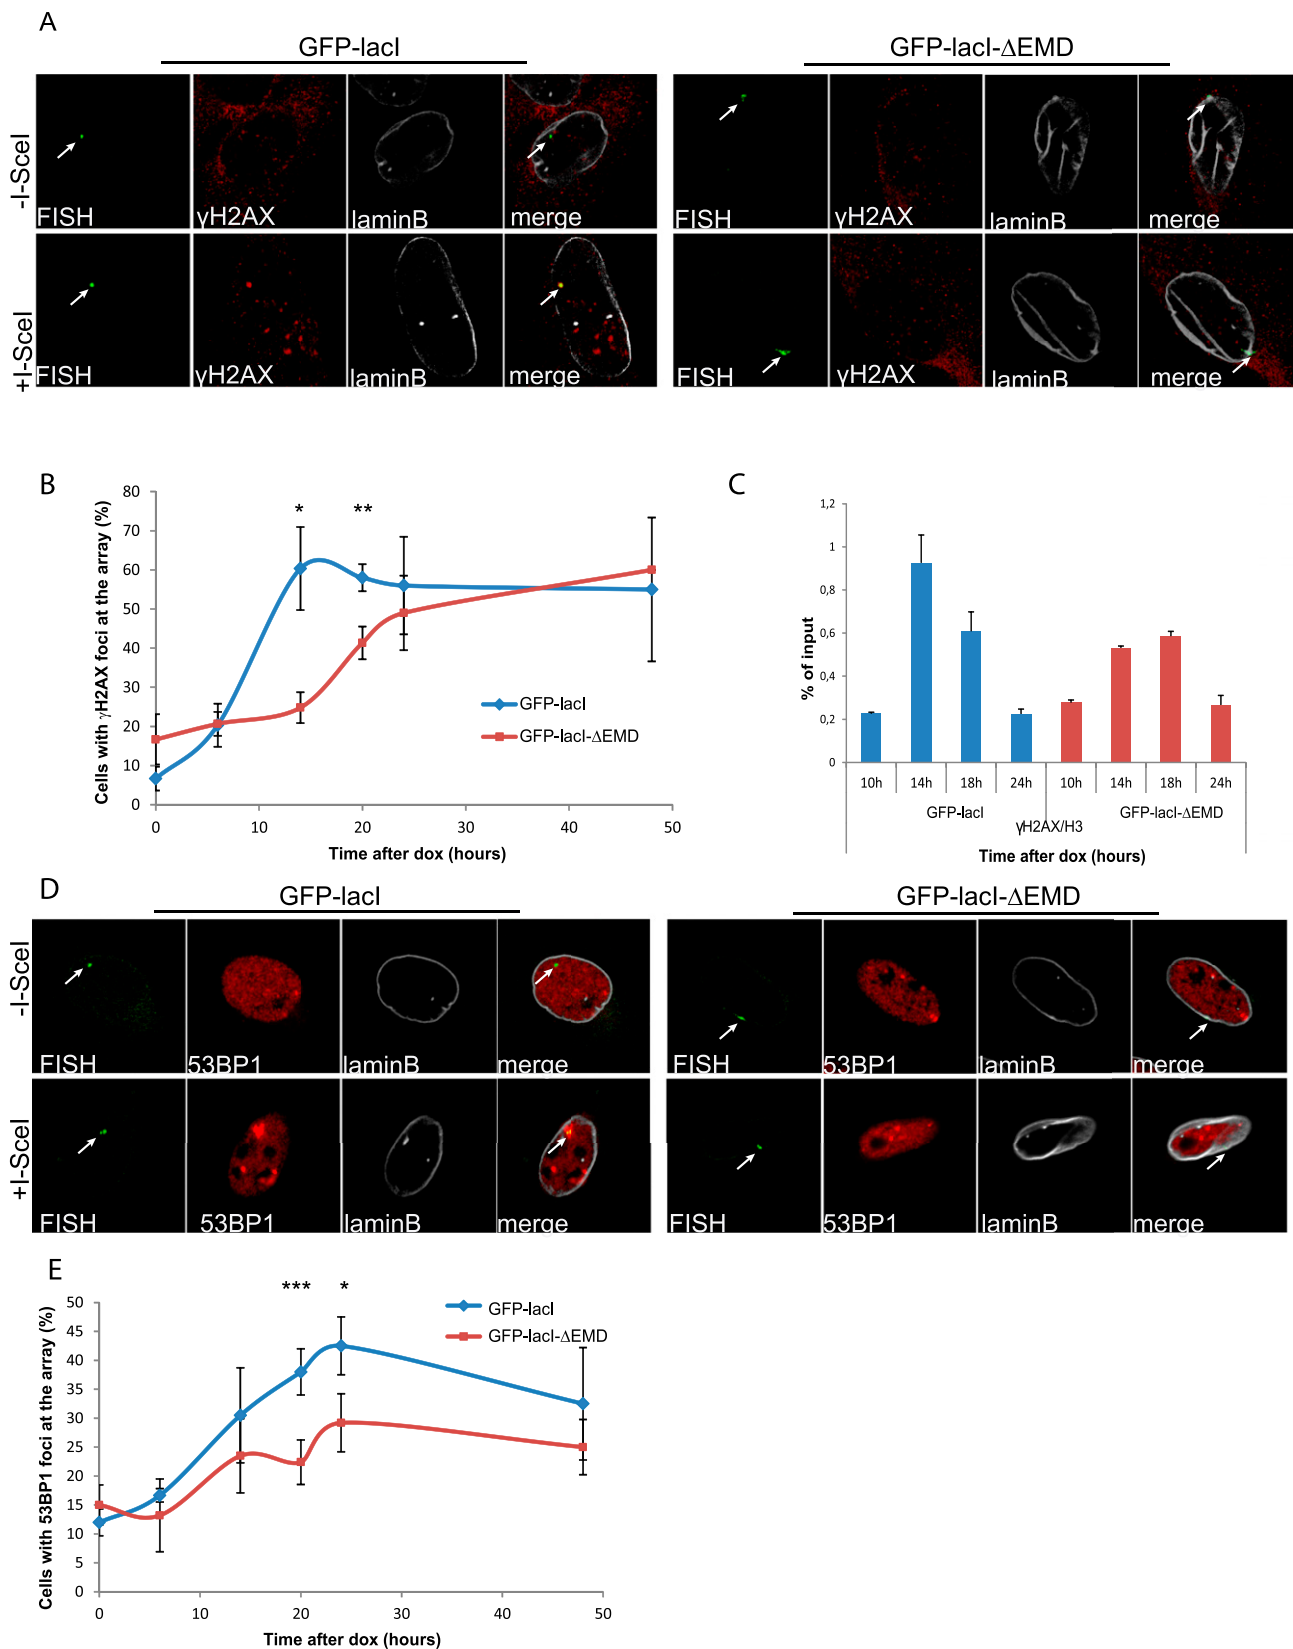 A
GFP-lacI
GFP-lacI-ΔEMD
-I-SceI
FISH
γH2AX
laminB
merge
FISH
γH2AX
laminB
merge
+I-SceI
FISH
γH2AX
laminB
merge
FISH
γH2AX
laminB
merge
B
Cells with γH2AX foci at the array (%)
80
70
60
50
40
30
20
10
0
*
**
GFP-lacI
GFP-lacI-ΔEMD
0
10
20
30
40
50
Time after dox (hours)
C
% of input
1,2
1
0,8
0,6
0,4
0,2
0
10h
14h
18h
24h
10h
14h
18h
24h
GFP-lacI
GFP-lacI-ΔEMD
γH2AX/H3
Time after dox (hours)
D
GFP-lacI
GFP-lacI-ΔEMD
-I-SceI
FISH
53BP1
laminB
merge
FISH
53BP1
laminB
merge
+I-SceI
FISH
53BP1
laminB
merge
FISH
53BP1
laminB
merge
E
Cells with 53BP1 foci at the array (%)
50
45
40
35
30
25
20
15
10
5
0
***
*
GFP-lacI
GFP-lacI-ΔEMD
0
10
20
30
40
50
Time after dox (hours)